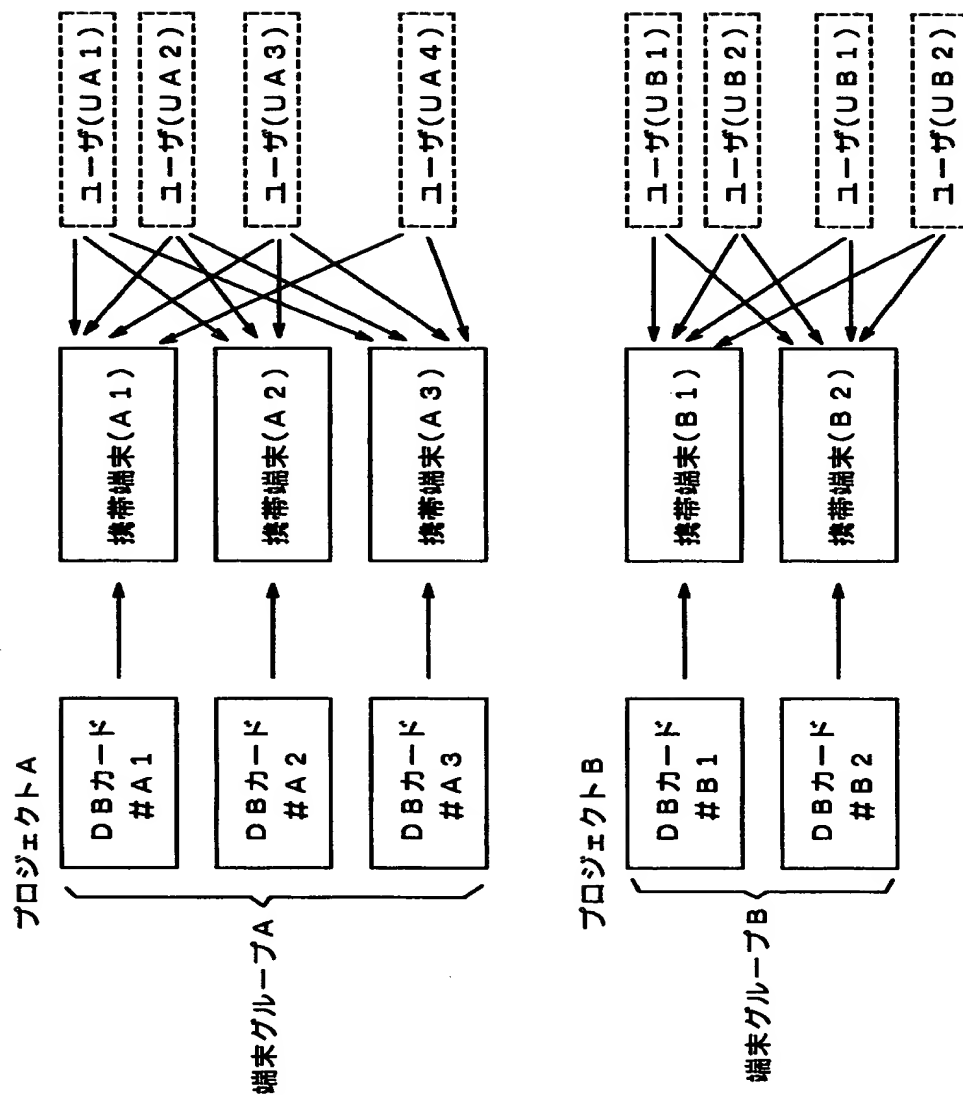 プロジェクトA
端末グループA
DBカード
#A1
DBカード
#A2
DBカード
#A3
携帯端末(A1)
携帯端末(A2)
携帯端末(A3)
ユーザ(UA1)
ユーザ(UA2)
ユーザ(UA3)
ユーザ(UA4)
プロジェクトB
端末グループB
DBカード
#B1
DBカード
#B2
携帯端末(B1)
携帯端末(B2)
ユーザ(UB1)
ユーザ(UB2)
ユーザ(UB1)
ユーザ(UB2)